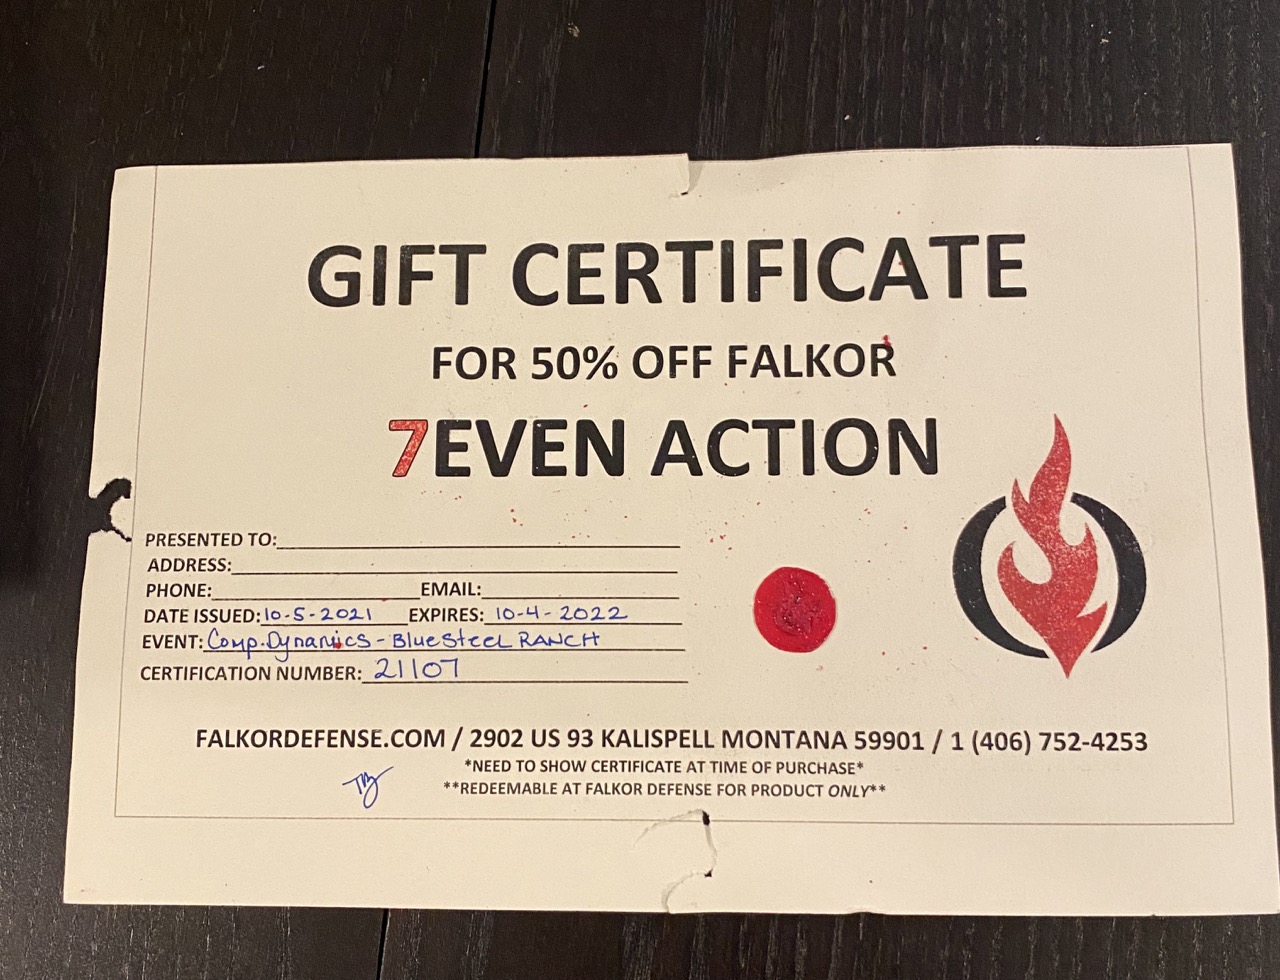 GIFT CERTIFICATE
FOR 50% OFF FALKOR
7EVEN ACTION
PRESENTED TO:
ADDRESS:
PHONE: EMAIL:
DATE ISSUED: 10-5-2021 EXPIRES: 10-4-2022
EVENT: Comp. Dynamics - Blue Steel RANCH
CERTIFICATION NUMBER: 21107
FALKORDEFENSE.COM / 2902 US 93 KALISPELL MONTANA 59901 / 1 (406) 752-4253
*NEED TO SHOW CERTIFICATE AT TIME OF PURCHASE*
**REDEEMABLE AT FALKOR DEFENSE FOR PRODUCT ONLY**